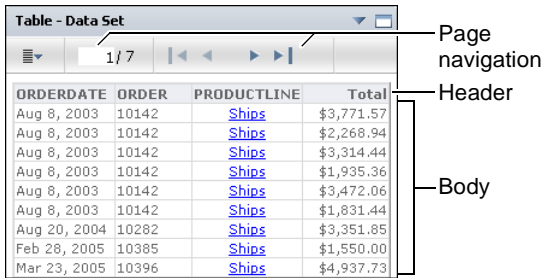 Table - Data Set
1/ 7
Page
navigation
ORDERDATE ORDER PRODUCTLINE Total
Header
Aug 8, 2003 10142 Ships $3,771.57
Aug 8, 2003 10142 Ships $2,268.94
Aug 8, 2003 10142 Ships $3,314.44
Aug 8, 2003 10142 Ships $1,935.36
Aug 8, 2003 10142 Ships $3,472.06
Body
Aug 8, 2003 10142 Ships $1,831.44
Aug 20, 2004 10282 Ships $3,351.85
Feb 28, 2005 10385 Ships $1,550.00
Mar 23, 2005 10396 Ships $4,937.73